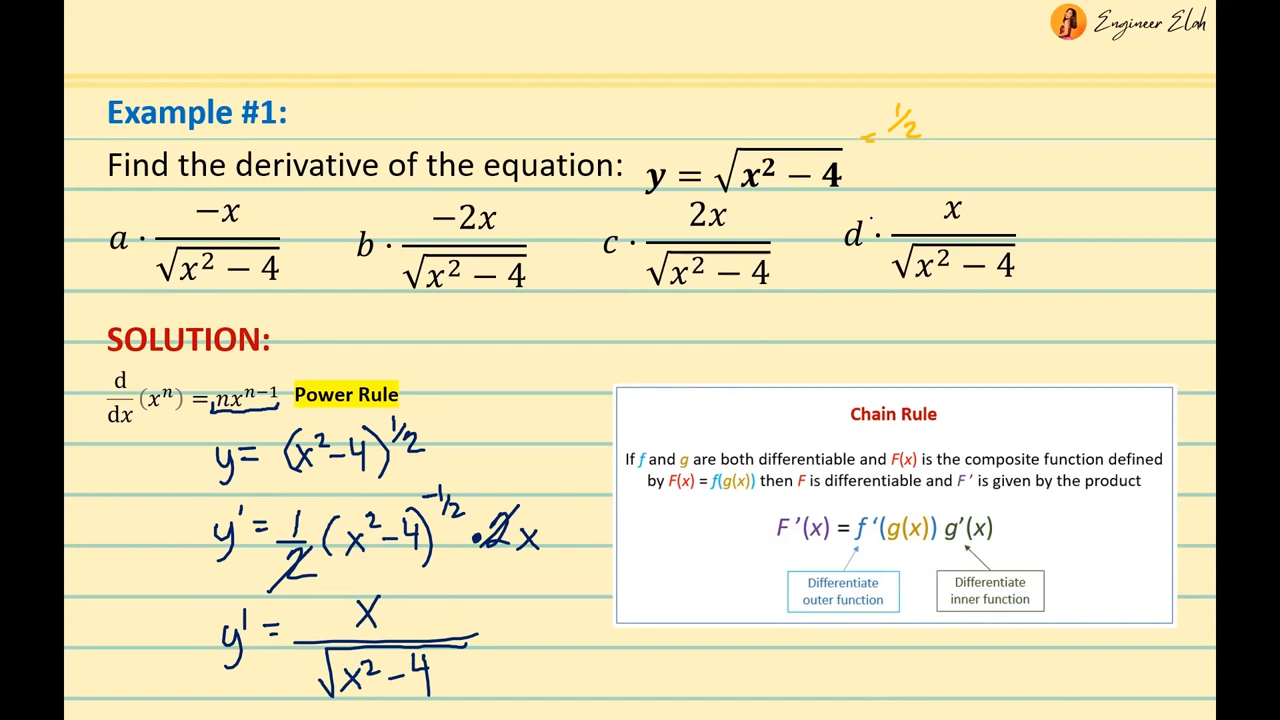 Engineer Elah
Example #1:
= 1/2
Find the derivative of the equation: y = √(x² − 4)
a · −x/√(x² − 4) b · −2x/√(x² − 4) c · 2x/√(x² − 4) d · x/√(x² − 4)
SOLUTION:
d/dx (xⁿ) = nxⁿ⁻¹ Power Rule
y = (x² − 4)^1/2
y' = 1/2 (x² − 4)^−1/2 · 2x
y' = x/√(x² − 4)
Chain Rule
If f and g are both differentiable and F(x) is the composite function defined
by F(x) = f(g(x)) then F is differentiable and F ' is given by the product
F '(x) = f ‘(g(x)) g’(x)
Differentiate
outer function
Differentiate
inner function